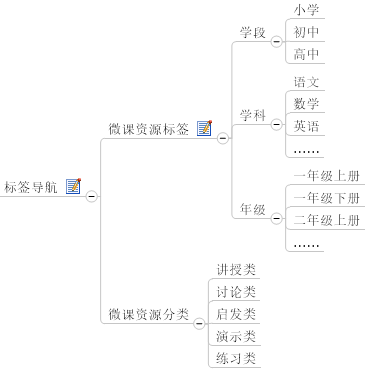 标签导航
微课资源标签
学段
小学
初中
高中
学科
语文
数学
英语
……
年级
一年级上册
一年级下册
二年级上册
……
微课资源分类
讲授类
讨论类
启发类
演示类
练习类